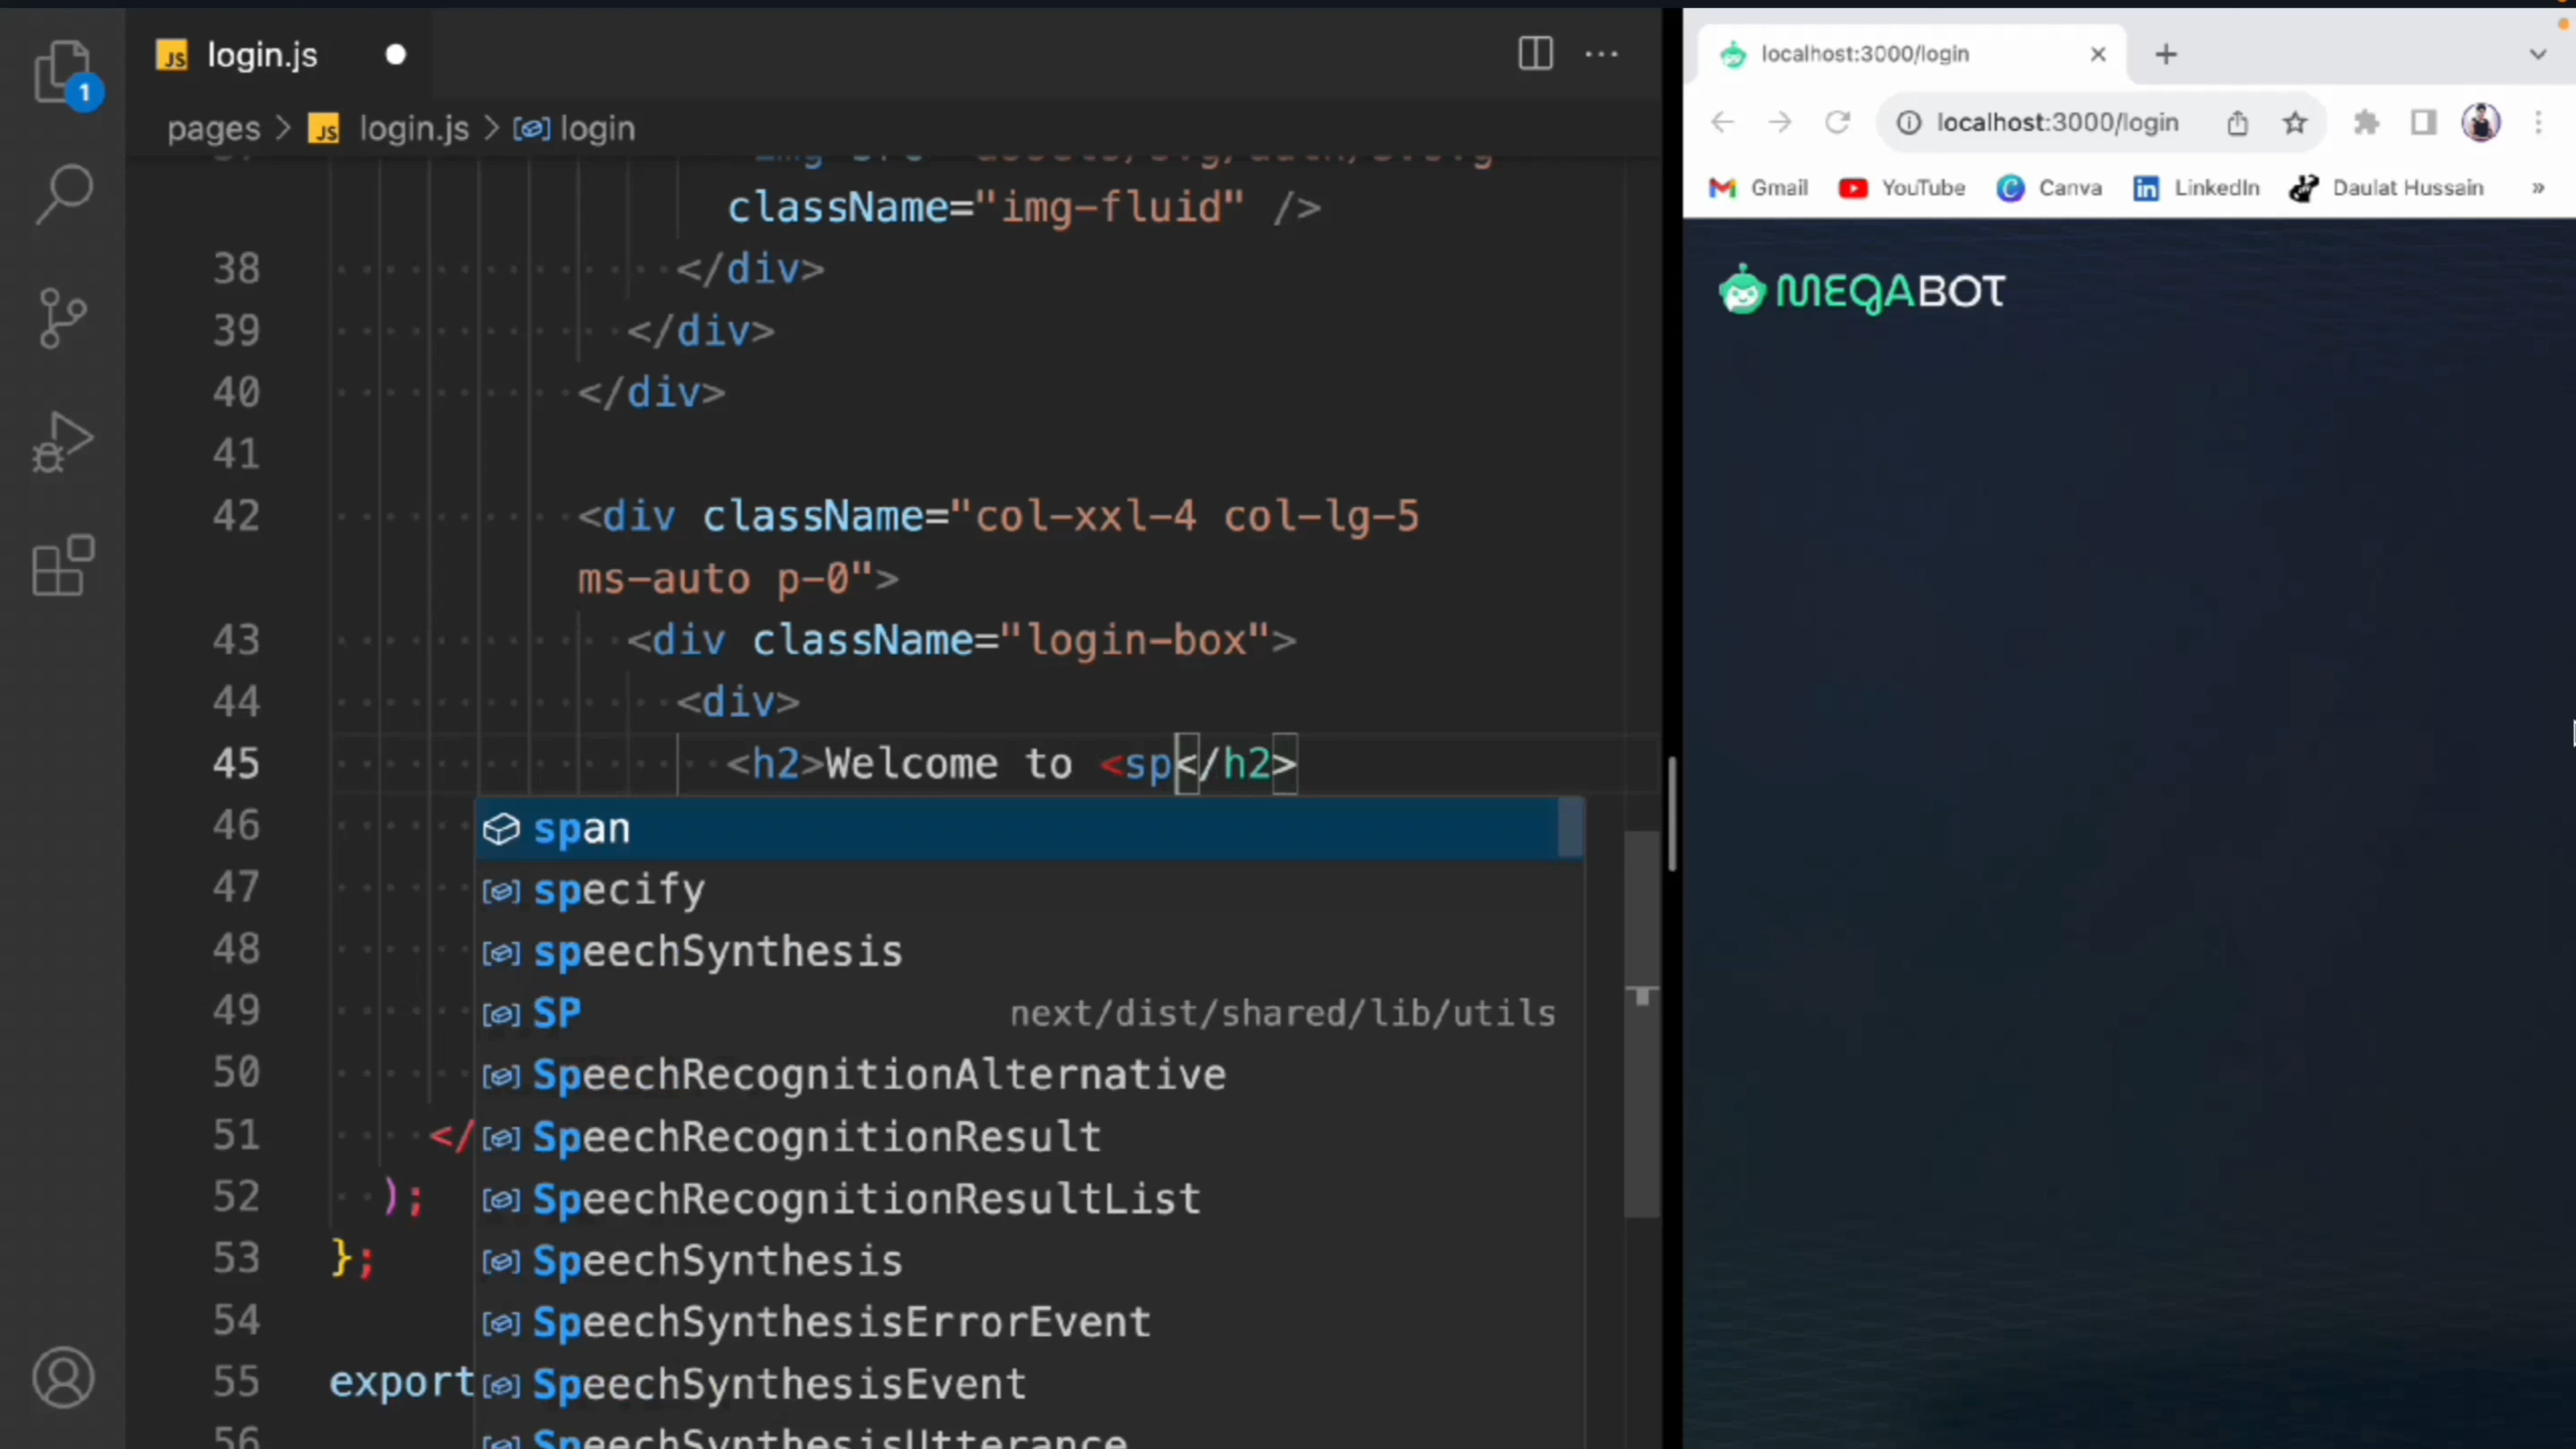 login.js
pages > login.js > login
className="img-fluid" />
38 </div>
39 </div>
40 </div>
41
42 <div className="col-xxl-4 col-lg-5
ms-auto p-0">
43 <div className="login-box">
44 <div>
45 <h2>Welcome to <sp</h2>
46 span
47 specify
48 speechSynthesis
49 SP next/dist/shared/lib/utils
50 SpeechRecognitionAlternative
51 </ SpeechRecognitionResult
52 ); SpeechRecognitionResultList
53 }; SpeechSynthesis
54 SpeechSynthesisErrorEvent
55 export SpeechSynthesisEvent
56 SpeechSynthesisUtterance
1
localhost:3000/login
localhost:3000/login
Gmail YouTube Canva LinkedIn Daulat Hussain »
MEGABOT